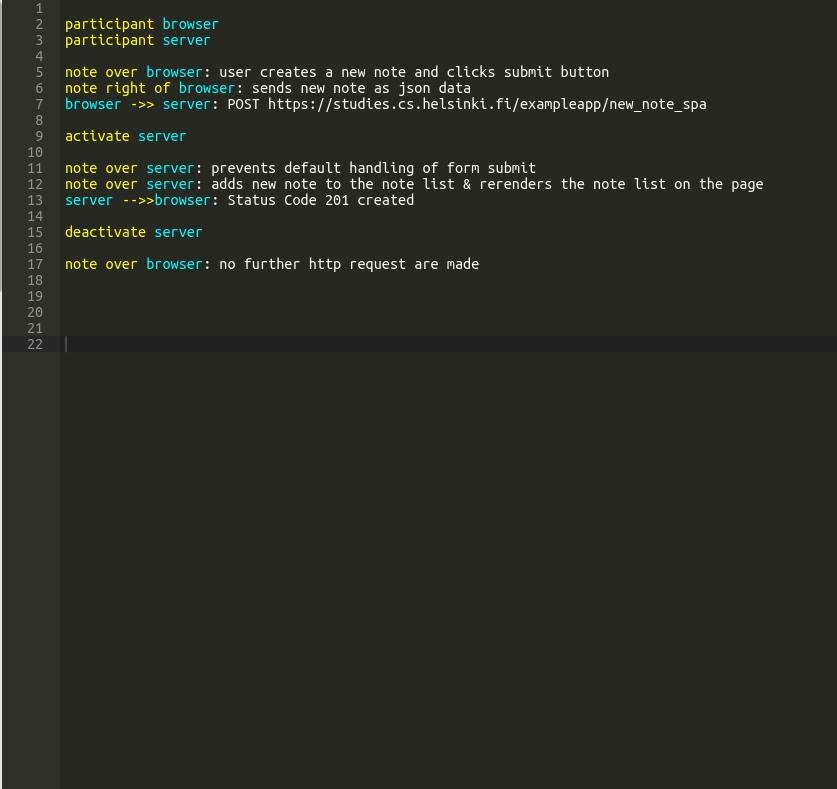 1
2 participant browser
3 participant server
4
5 note over browser: user creates a new note and clicks submit button
6 note right of browser: sends new note as json data
7 browser ->> server: POST https://studies.cs.helsinki.fi/exampleapp/new_note_spa
8
9 activate server
10
11 note over server: prevents default handling of form submit
12 note over server: adds new note to the note list & rerenders the note list on the page
13 server -->>browser: Status Code 201 created
14
15 deactivate server
16
17 note over browser: no further http request are made
18
19
20
21
22